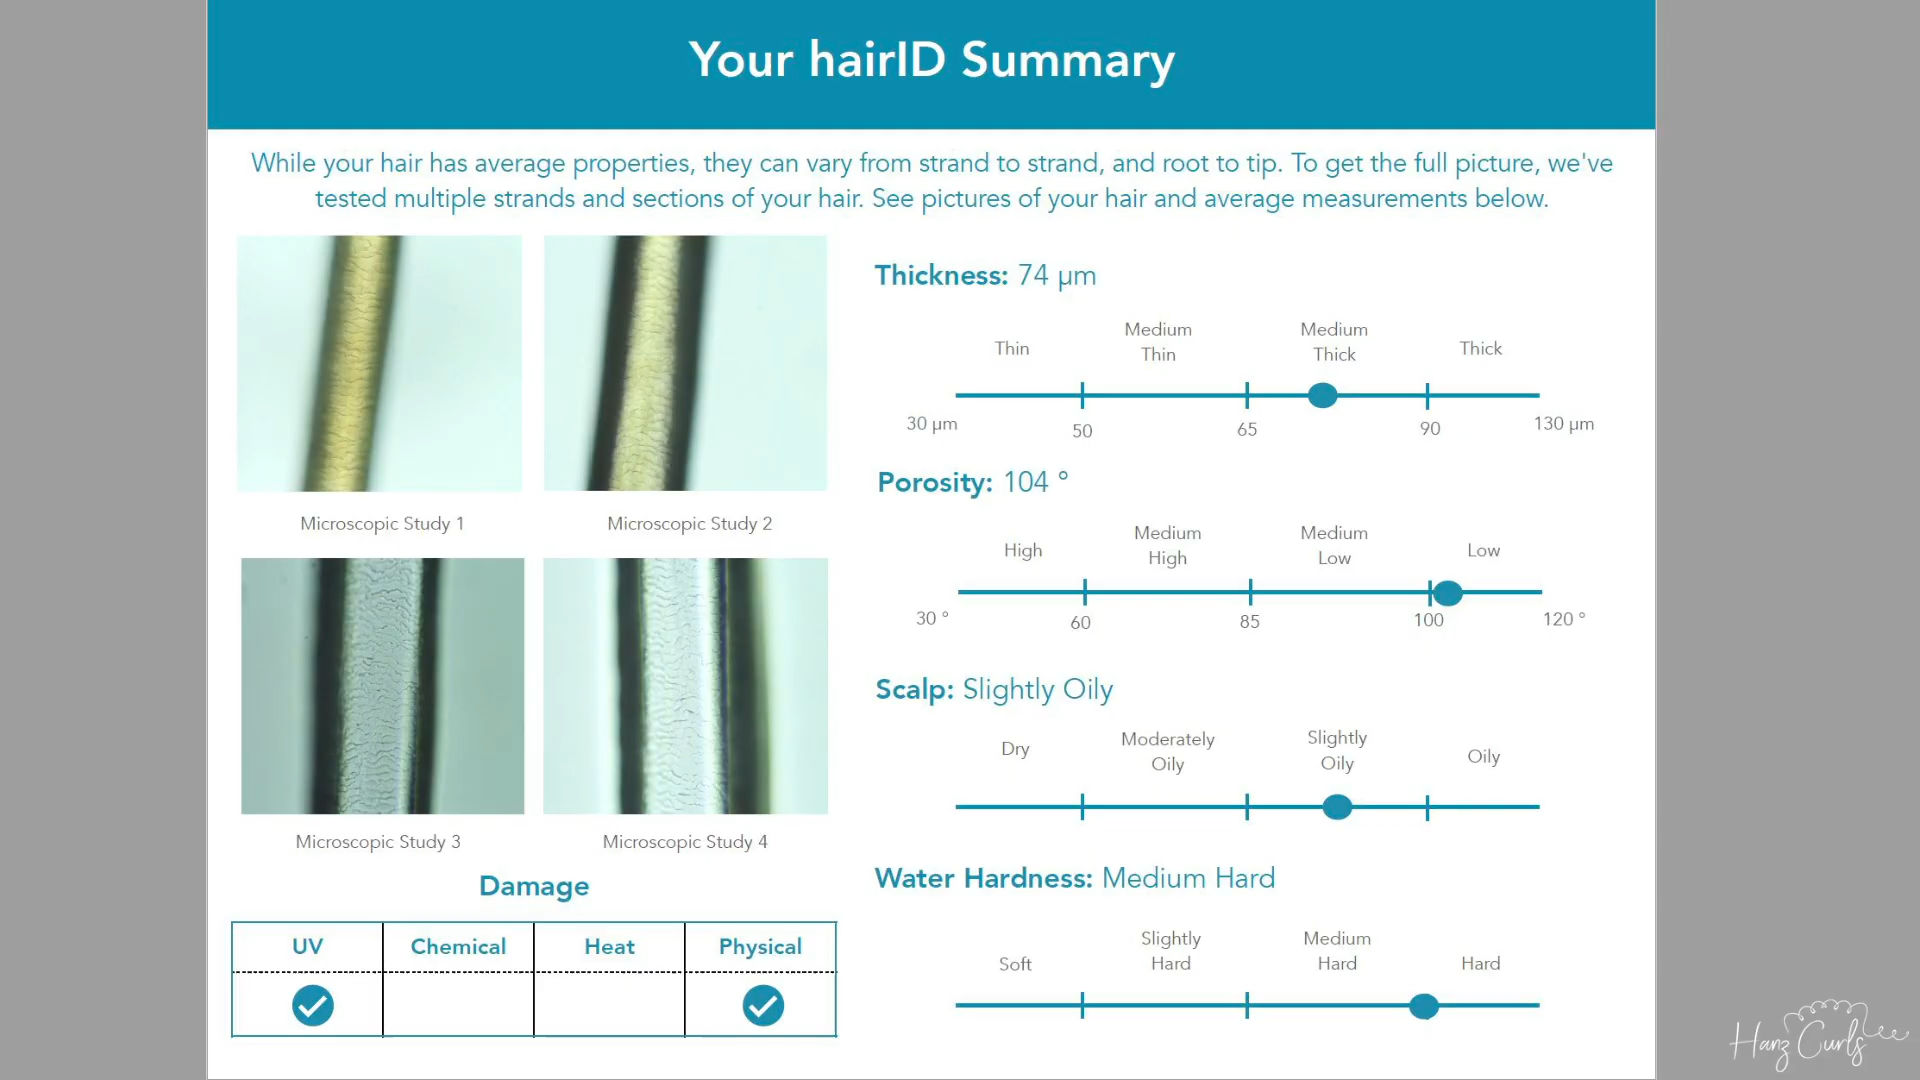 Your hairID Summary
While your hair has average properties, they can vary from strand to strand, and root to tip. To get the full picture, we've
tested multiple strands and sections of your hair. See pictures of your hair and average measurements below.
Microscopic Study 1
Microscopic Study 2
Microscopic Study 3
Microscopic Study 4
Damage
UV Chemical Heat Physical
Thickness: 74 µm
Thin
Medium
Thin
Medium
Thick
Thick
30 µm 50 65 90 130 µm
Porosity: 104 °
High
Medium
High
Medium
Low
Low
30 ° 60 85 100 120 °
Scalp: Slightly Oily
Dry
Moderately
Oily
Slightly
Oily
Oily
Water Hardness: Medium Hard
Soft
Slightly
Hard
Medium
Hard
Hard
Hanz Curls